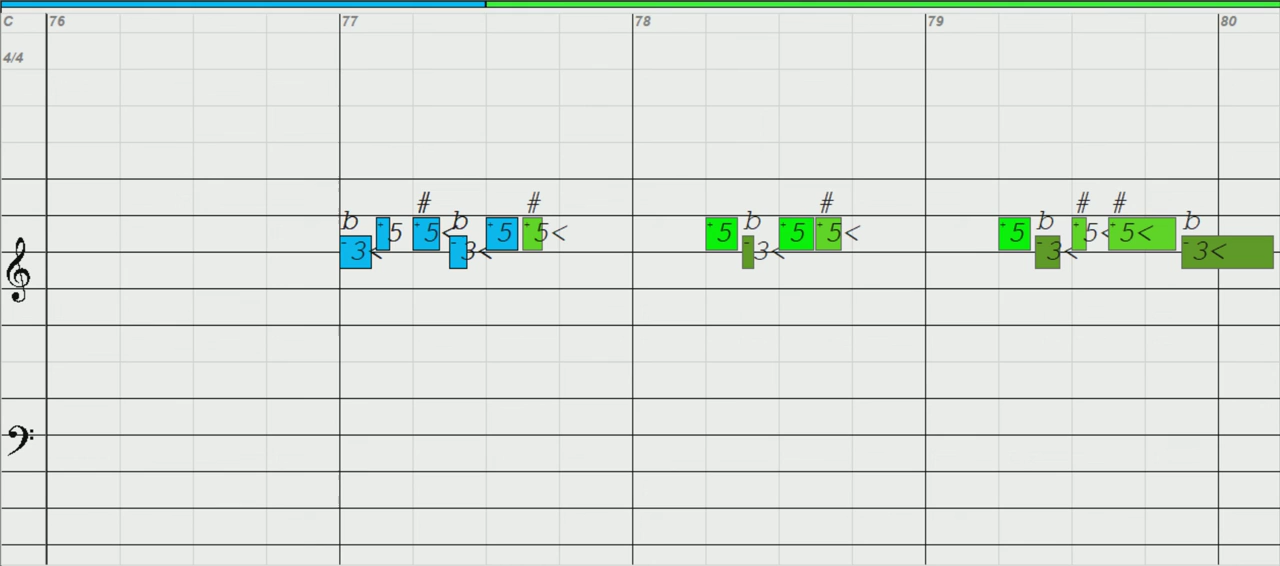 C 76 77 78 79 80
4/4
# # # # #
b b b b b
+5 +5< +5 +5< +5 +5 +5< +5 +5< +5<
-3< -3< -3< -3< -3<